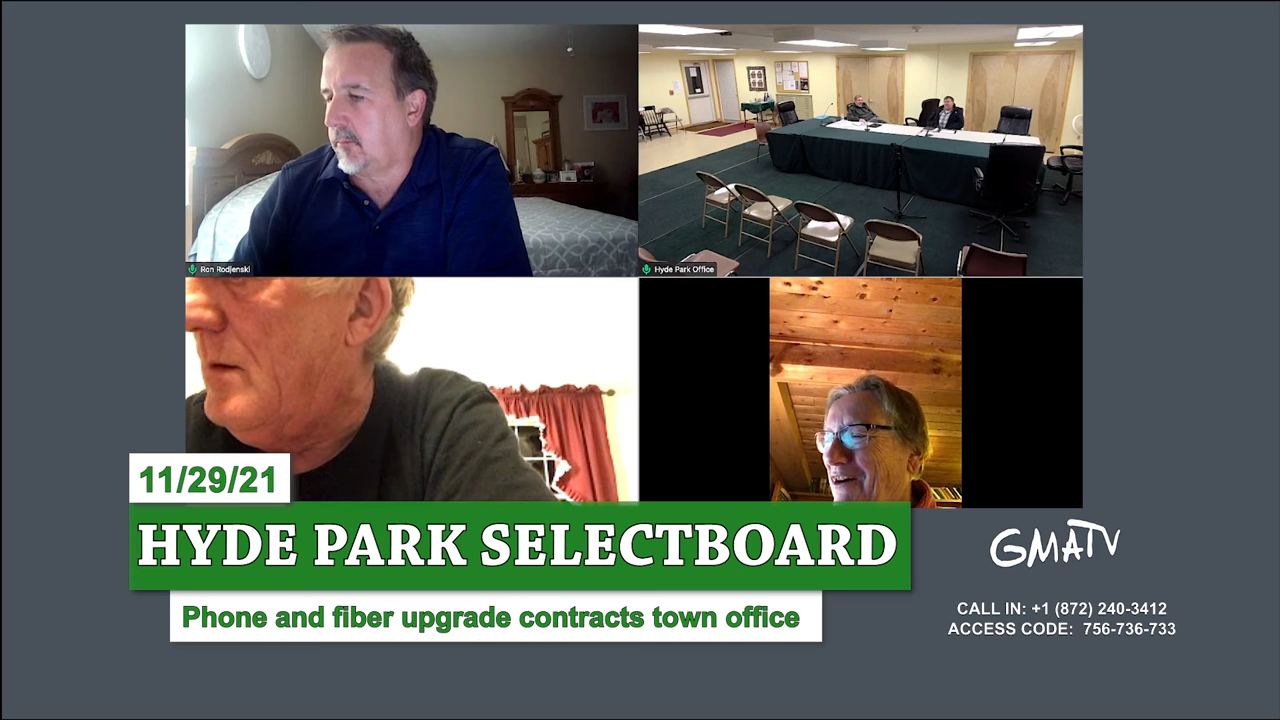 Ron Rodjenski
Hyde Park Office
11/29/21
HYDE PARK SELECTBOARD
Phone and fiber upgrade contracts town office
GMATV
CALL IN: +1 (872) 240-3412
ACCESS CODE: 756-736-733